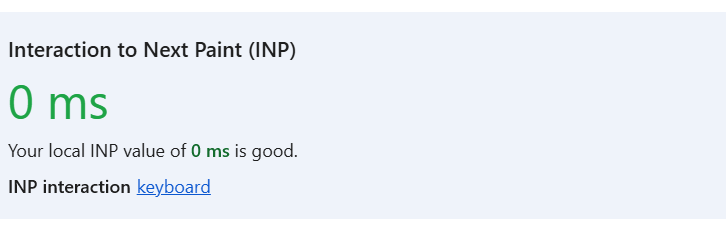 Interaction to Next Paint (INP)
0 ms
Your local INP value of 0 ms is good.
INP interaction keyboard